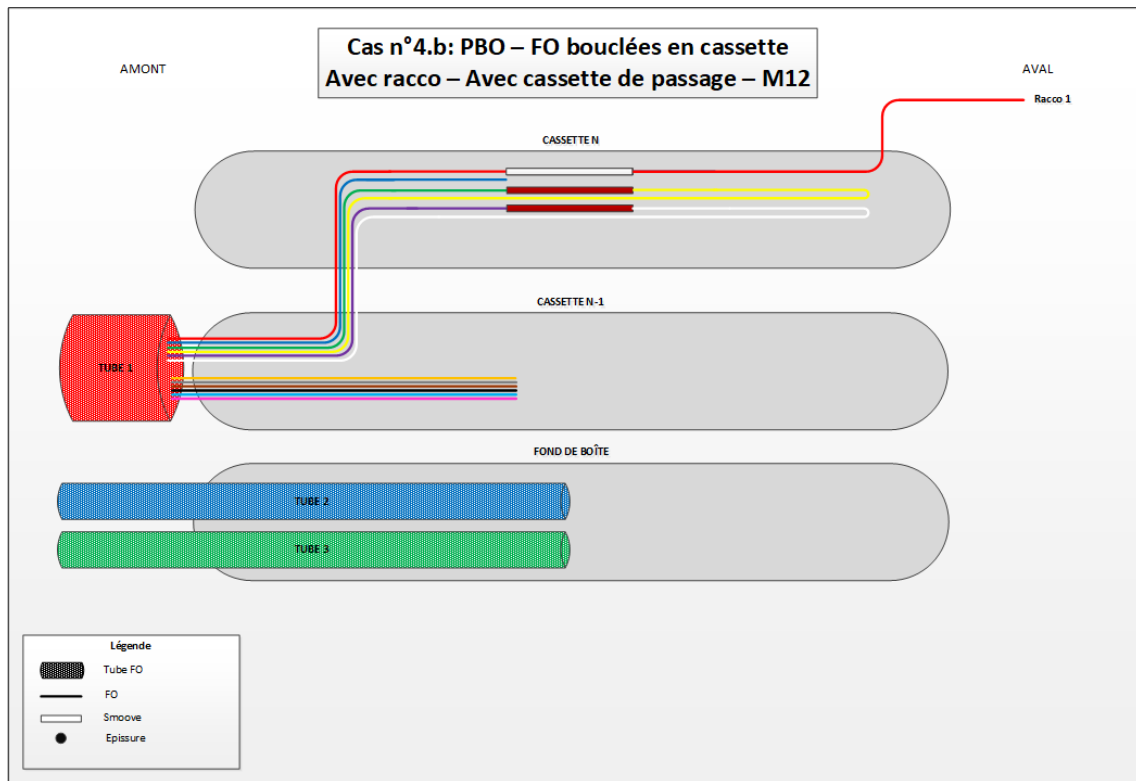 Cas n°4.b: PBO – FO bouclées en cassette
Avec racco – Avec cassette de passage – M12
AMONT
AVAL
Racco 1
CASSETTE N
CASSETTE N-1
TUBE 1
FOND DE BOÎTE
TUBE 2
TUBE 3
Légende
Tube FO
FO
Smoove
Epissure